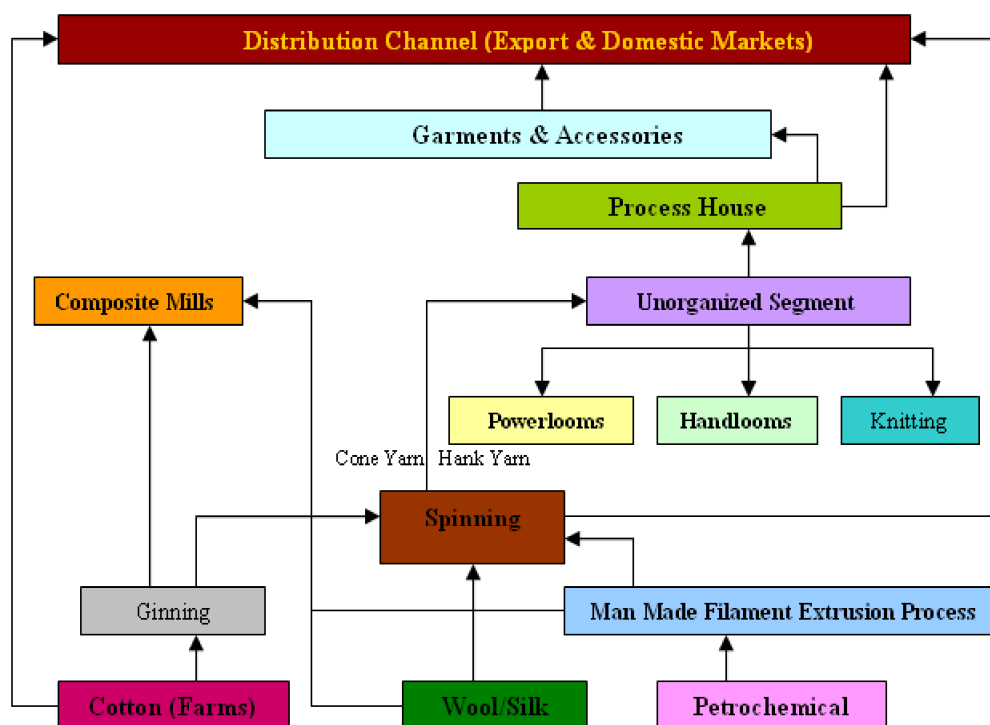 Distribution Channel (Export & Domestic Markets)
Garments & Accessories
Process House
Composite Mills
Unorganized Segment
Powerlooms
Handlooms
Knitting
Cone Yarn
Hank Yarn
Spinning
Ginning
Man Made Filament Extrusion Process
Cotton (Farms)
Wool/Silk
Petrochemical